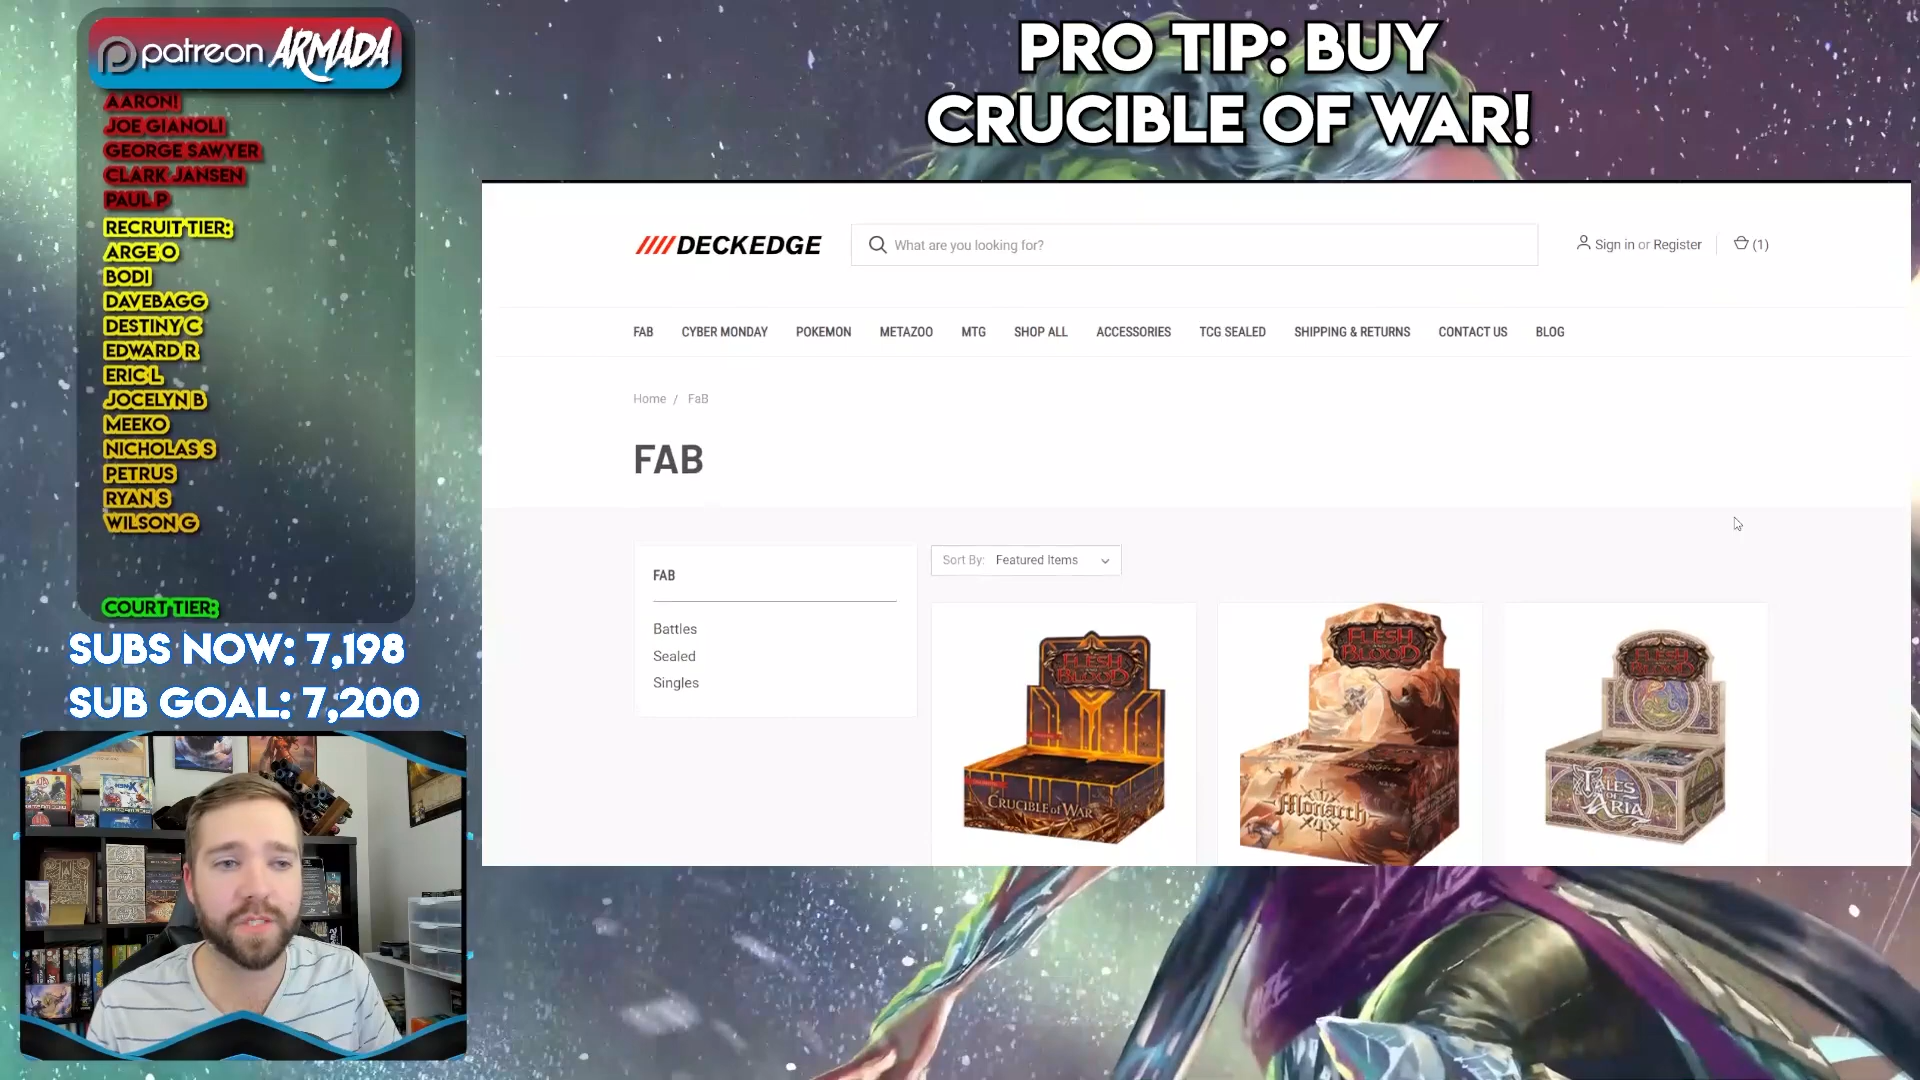 patreon ARMADA
AARON!
JOE GIANOLI
GEORGE SAWYER
CLARK JANSEN
PAUL P
RECRUIT TIER:
ARGE O
BODI
DAVEBAGG
DESTINY C
EDWARD R
ERIC L
JOCELYN B
MEEKO
NICHOLAS S
PETRUS
RYAN S
WILSON G
COURT TIER:
SUBS NOW: 7,198
SUB GOAL: 7,200
PRO TIP: BUY
CRUCIBLE OF WAR!
DECKEDGE
What are you looking for?
Sign in or Register
(1)
FAB CYBER MONDAY POKEMON METAZOO MTG SHOP ALL ACCESSORIES TCG SEALED SHIPPING & RETURNS CONTACT US BLOG
Home / FaB
FAB
FAB
Battles
Sealed
Singles
Sort By: Featured Items
FLESH AND BLOOD
CRUCIBLE OF WAR
FLESH AND BLOOD
Monarch
FLESH AND BLOOD
TALES OF ARIA